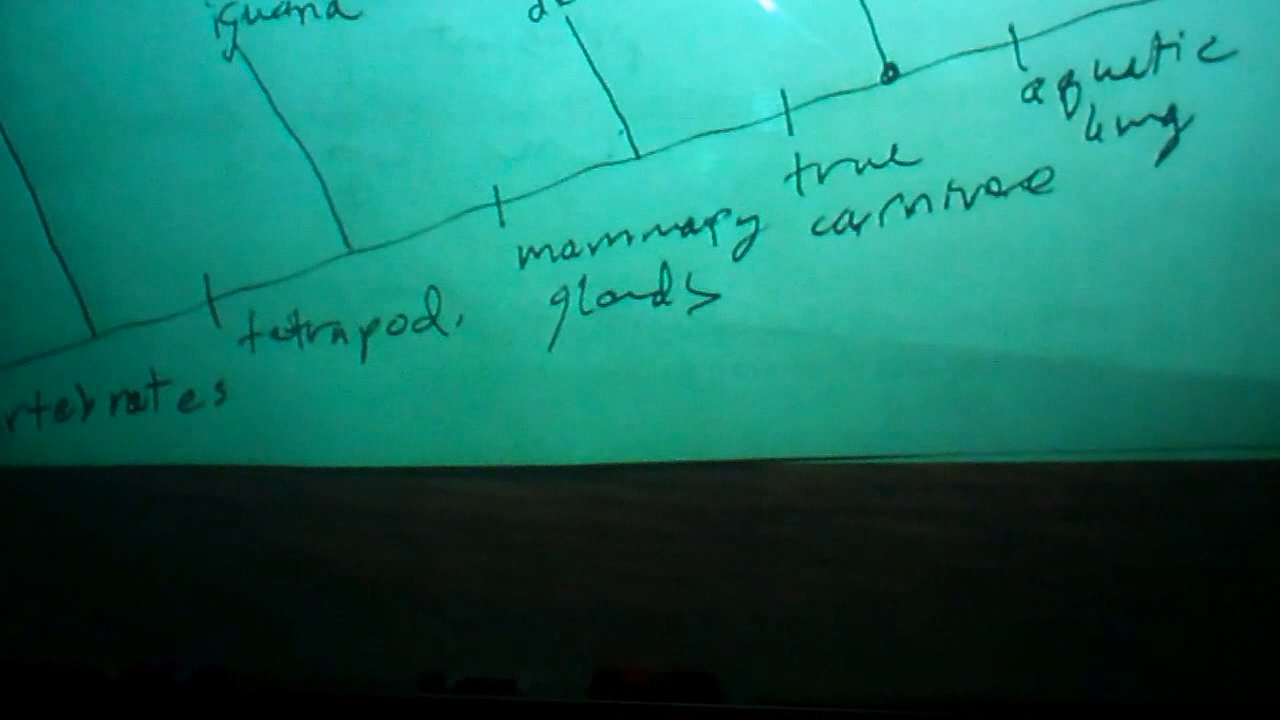 iguana
aquatic
lung
true
carnivore
mammary
glands
tetrapod.
rtebrates